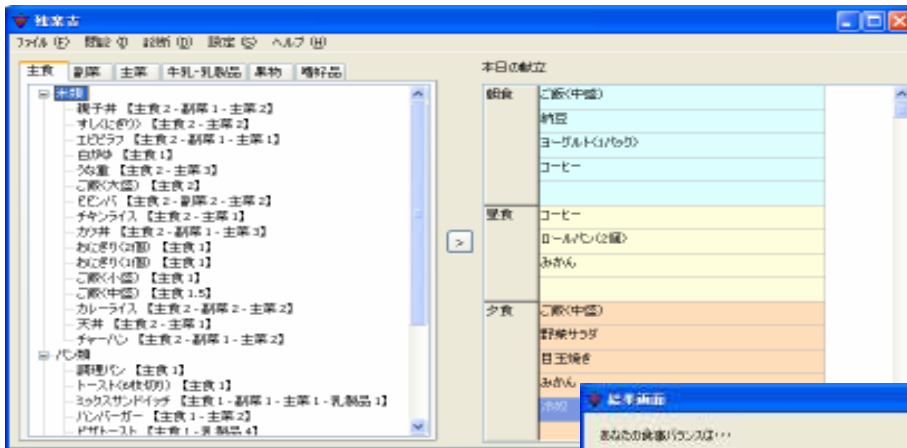 独楽古
ファイル (F) 開始 (I) 診断 (D) 設定 (S) ヘルプ (H)
主食 副菜 主菜 牛乳・乳製品 果物 嗜好品
米類
親子丼 【主食2-副菜1-主菜2】
すし(にぎり) 【主食2-主菜2】
エビピラフ 【主食2-副菜1-主菜1】
白がゆ 【主食1】
うな重 【主食2-主菜3】
ご飯(大盛) 【主食2】
ビビンバ 【主食2-副菜2-主菜2】
チキンライス 【主食2-主菜1】
カツ丼 【主食2-副菜1-主菜3】
おにぎり(2個) 【主食1】
おにぎり(1個) 【主食1】
ご飯(小盛) 【主食1】
ご飯(中盛) 【主食1.5】
カレーライス 【主食2-副菜2-主菜2】
天丼 【主食2-主菜1】
チャーハン 【主食2-副菜1-主菜2】
パン類
調理パン 【主食1】
トースト(6枚切り) 【主食1】
ミックスサンドイッチ 【主食1-副菜1-主菜1-乳製品1】
ハンバーガー 【主食1-主菜2】
ピザトースト 【主食1-乳製品4】
>
本日の献立
朝食 ご飯(中盛)
納豆
ヨーグルト(1パック)
コーヒー
昼食 コーヒー
ロールパン(2個)
みかん
夕食 ご飯(中盛)
野菜サラダ
目玉焼き
みかん
結果画面
あなたの食事バランスは・・・